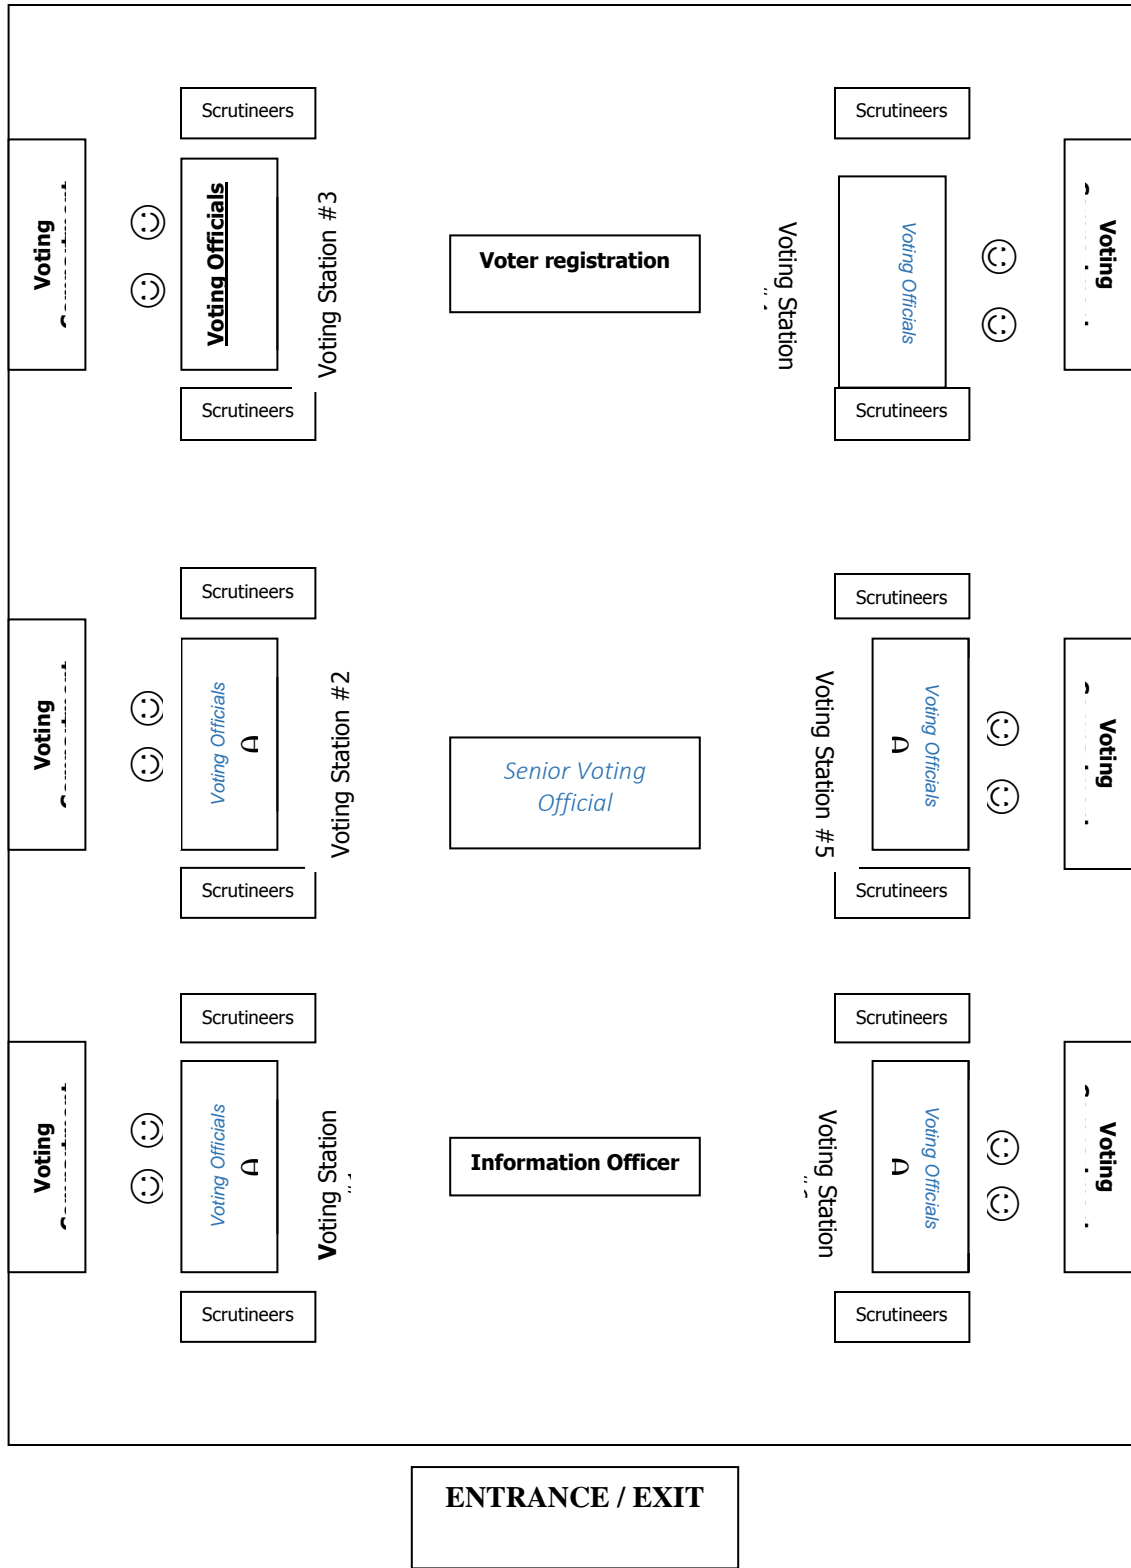 Scrutineers
Scrutineers
Voting
Voting Officials
Voting Station #3
Voter registration
Voting Station
Voting Officials
Voting
Scrutineers
Scrutineers
Scrutineers
Scrutineers
Voting
Voting Officials
Voting Station #2
Senior Voting
Official
Voting Station #5
Voting Officials
Voting
Scrutineers
Scrutineers
Scrutineers
Scrutineers
Voting
Voting Officials
Voting Station
Information Officer
Voting Station
Voting Officials
Voting
Scrutineers
Scrutineers
ENTRANCE / EXIT